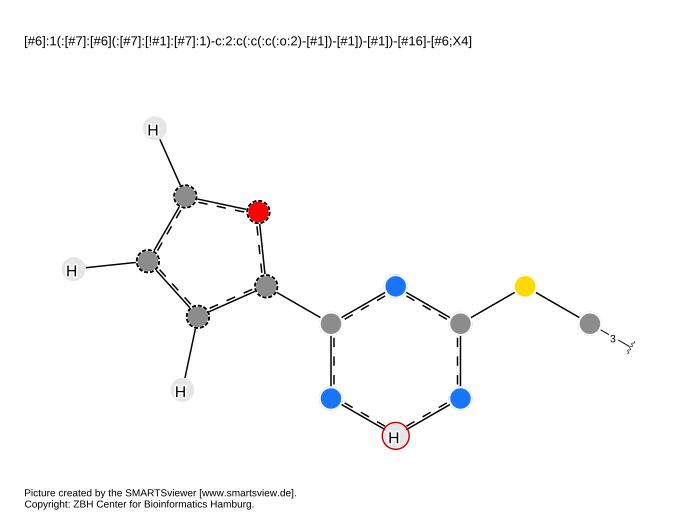 [#6]:1(:[#7]:[#6](:[#7]:[!#1]:[#7]:1)-c:2:c(:c(:c(:o:2)-[#1])-[#1])-[#1])-[#16]-[#6;X4]
H
H
H
3
H
Picture created by the SMARTSviewer [www.smartsview.de].
Copyright: ZBH Center for Bioinformatics Hamburg.